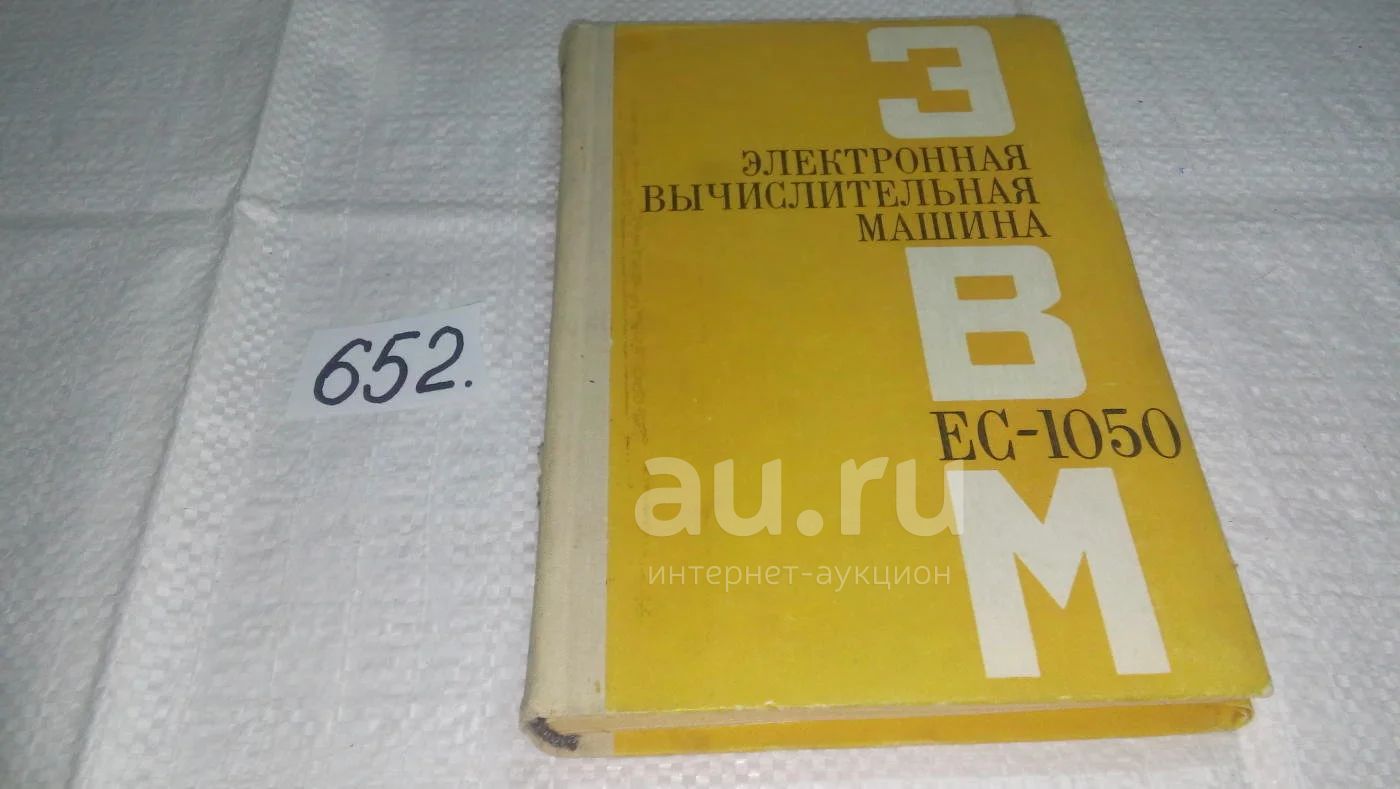 Э
ЭЛЕКТРОННАЯ
ВЫЧИСЛИТЕЛЬНАЯ
МАШИНА
В
ЕС-1050
М
652.
au.ru
интернет-аукцион